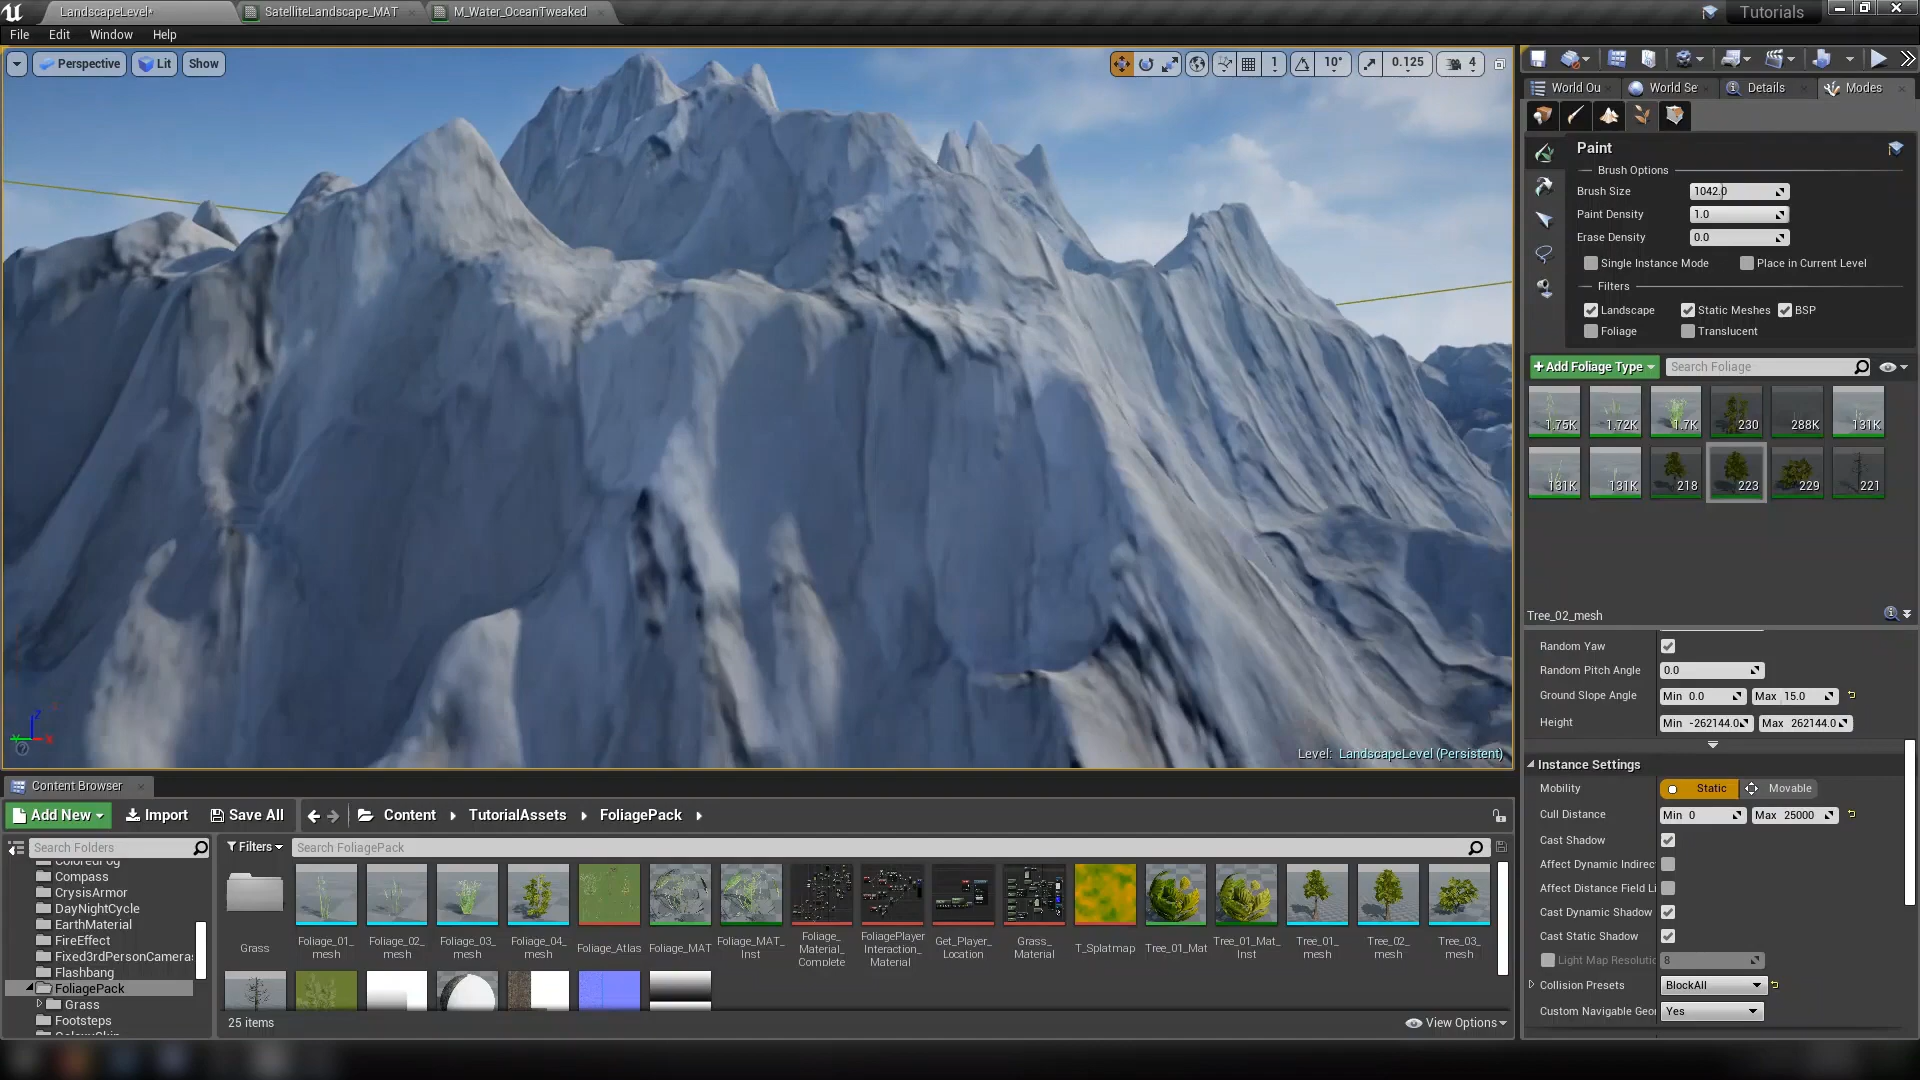 LandscapeLevel*
SatelliteLandscape_MAT
M_Water_OceanTweaked
Tutorials
File
Edit
Window
Help
Perspective
Lit
Show
1
10°
0.125
4
World Ou
World Se
Details
Modes
Paint
Brush Options
Brush Size
1042.0
Paint Density
1.0
Erase Density
0.0
Single Instance Mode
Place in Current Level
Filters
Landscape
Static Meshes
BSP
Foliage
Translucent
Add Foliage Type
Search Foliage
1.75K
1.72K
1.7K
230
288K
131K
131K
131K
218
223
229
221
Tree_02_mesh
Random Yaw
Random Pitch Angle
0.0
Ground Slope Angle
Min 0.0
Max 15.0
Height
Min -262144.0
Max 262144.0
Instance Settings
Mobility
Static
Movable
Cull Distance
Min 0
Max 25000
Cast Shadow
Affect Dynamic Indirec
Affect Distance Field Li
Cast Dynamic Shadow
Cast Static Shadow
Light Map Resolutic
8
Collision Presets
BlockAll
Custom Navigable Geo
Yes
Level: LandscapeLevel (Persistent)
Content Browser
Add New
Import
Save All
Content
TutorialAssets
FoliagePack
Search Folders
Filters
Search FoliagePack
Compass
CrysisArmor
DayNightCycle
EarthMaterial
FireEffect
Fixed3rdPersonCamera
Flashbang
FoliagePack
Grass
Footsteps
Grass
Foliage_01_
mesh
Foliage_02_
mesh
Foliage_03_
mesh
Foliage_04_
mesh
Foliage_Atlas
Foliage_MAT
Foliage_MAT_
Inst
Foliage_
Material_
Complete
FoliagePlayer
Interaction_
Material
Get_Player_
Location
Grass_
Material
T_Splatmap
Tree_01_Mat
Tree_01_Mat_
Inst
Tree_01_
mesh
Tree_02_
mesh
Tree_03_
mesh
25 items
View Options